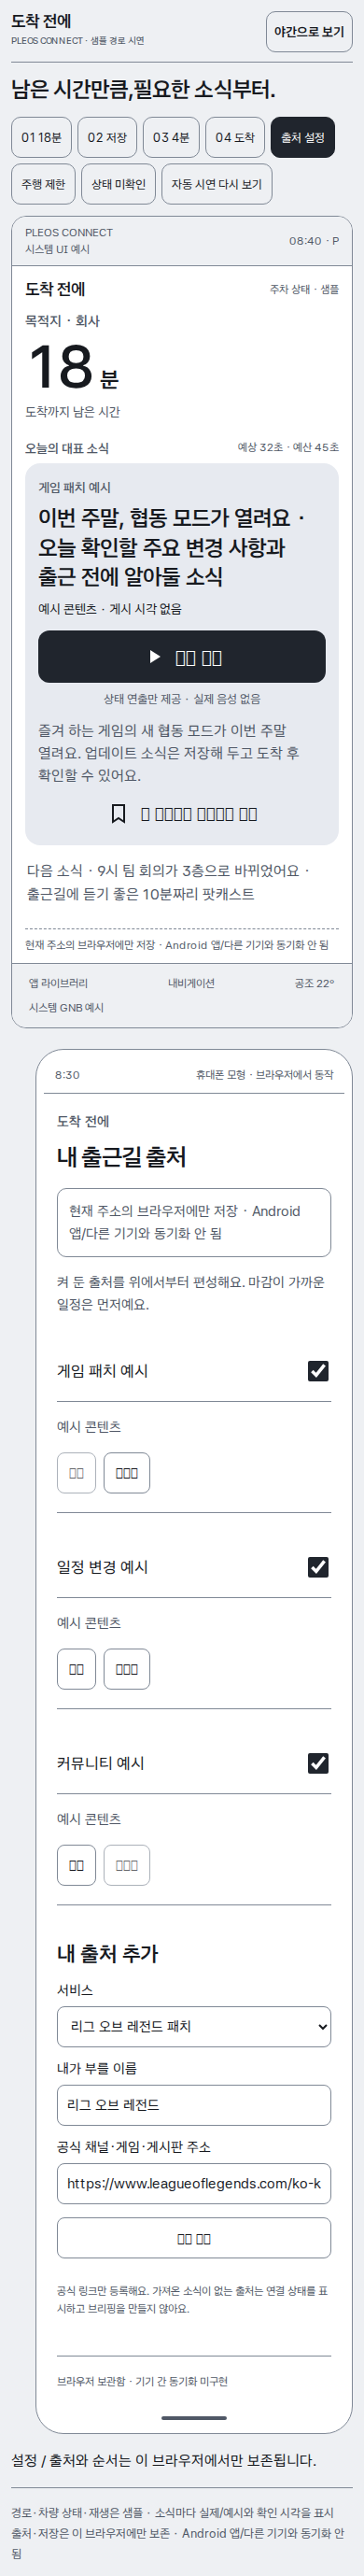 도착 전에
PLEOS CONNECT · 샘플 경로 시연
야간으로 보기
남은 시간만큼,필요한 소식부터.
01 18분
02 저장
03 4분
04 도착
출처 설정
주행 제한
상태 미확인
자동 시연 다시 보기
PLEOS CONNECT
시스템 UI 예시
08:40 · P
도착 전에
주차 상태 · 샘플
목적지 · 회사
18 분
도착까지 남은 시간
오늘의 대표 소식
예상 32초 · 예산 45초
게임 패치 예시
이번 주말, 협동 모드가 열려요 ·
오늘 확인할 주요 변경 사항과
출근 전에 알아둘 소식
예시 콘텐츠 · 게시 시각 없음
상태 연출만 제공 · 실제 음성 없음
즐겨 하는 게임의 새 협동 모드가 이번 주말
열려요. 업데이트 소식은 저장해 두고 도착 후
확인할 수 있어요.
다음 소식 · 9시 팀 회의가 3층으로 바뀌었어요 ·
출근길에 듣기 좋은 10분짜리 팟캐스트
현재 주소의 브라우저에만 저장 · Android 앱/다른 기기와 동기화 안 됨
앱 라이브러리
내비게이션
공조 22°
시스템 GNB 예시
8:30
휴대폰 모형 · 브라우저에서 동작
도착 전에
내 출근길 출처
현재 주소의 브라우저에만 저장 · Android
앱/다른 기기와 동기화 안 됨
켜 둔 출처를 위에서부터 편성해요. 마감이 가까운
일정은 먼저예요.
게임 패치 예시
예시 콘텐츠
일정 변경 예시
예시 콘텐츠
커뮤니티 예시
예시 콘텐츠
내 출처 추가
서비스
리그 오브 레전드 패치
내가 부를 이름
리그 오브 레전드
공식 채널·게임·게시판 주소
https://www.leagueoflegends.com/ko-k
공식 링크만 등록해요. 가져온 소식이 없는 출처는 연결 상태를 표
시하고 브리핑을 만들지 않아요.
브라우저 보관함 · 기기 간 동기화 미구현
설정 / 출처와 순서는 이 브라우저에서만 보존됩니다.
경로·차량 상태·재생은 샘플 · 소식마다 실제/예시와 확인 시각을 표시
출처·저장은 이 브라우저에만 보존 · Android 앱/다른 기기와 동기화 안
됨